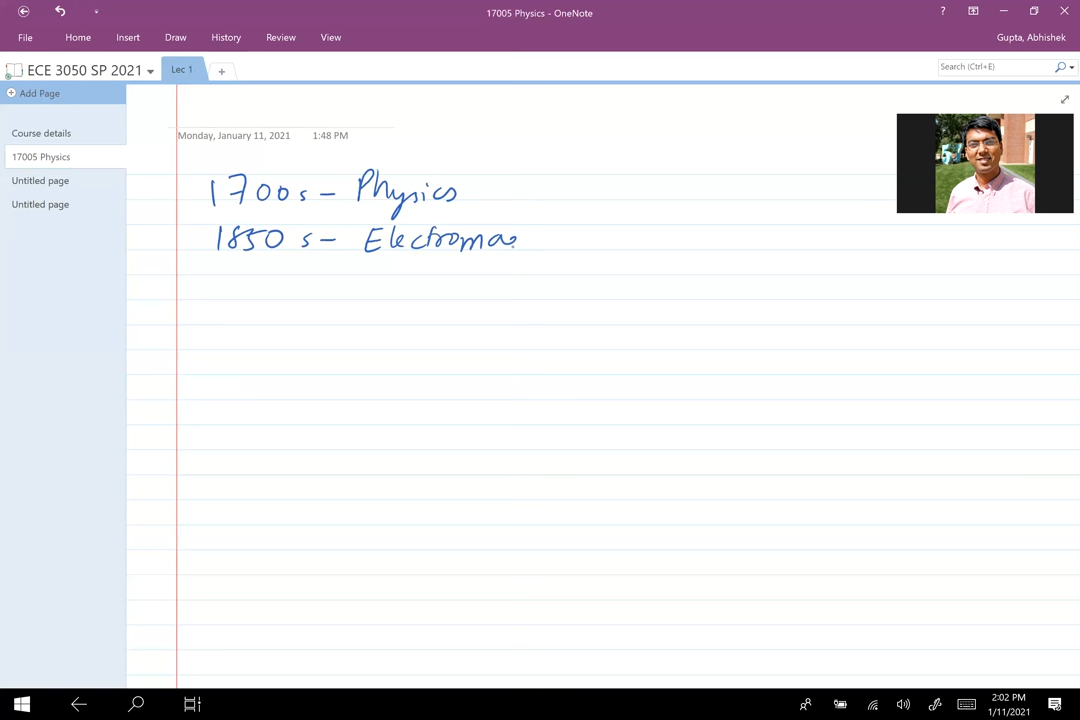 17005 Physics - OneNote
?
File Home Insert Draw History Review View
Gupta, Abhishek
ECE 3050 SP 2021
Lec 1
+
Search (Ctrl+E)
Add Page
Monday, January 11, 2021 1:48 PM
Course details
17005 Physics
Untitled page
Untitled page
1700s - Physics
1850s - Electroma
2:02 PM
1/11/2021